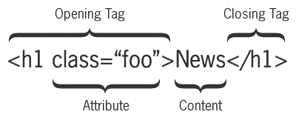 Opening Tag Closing Tag
<h1 class=“foo”>News</h1>
Attribute Content